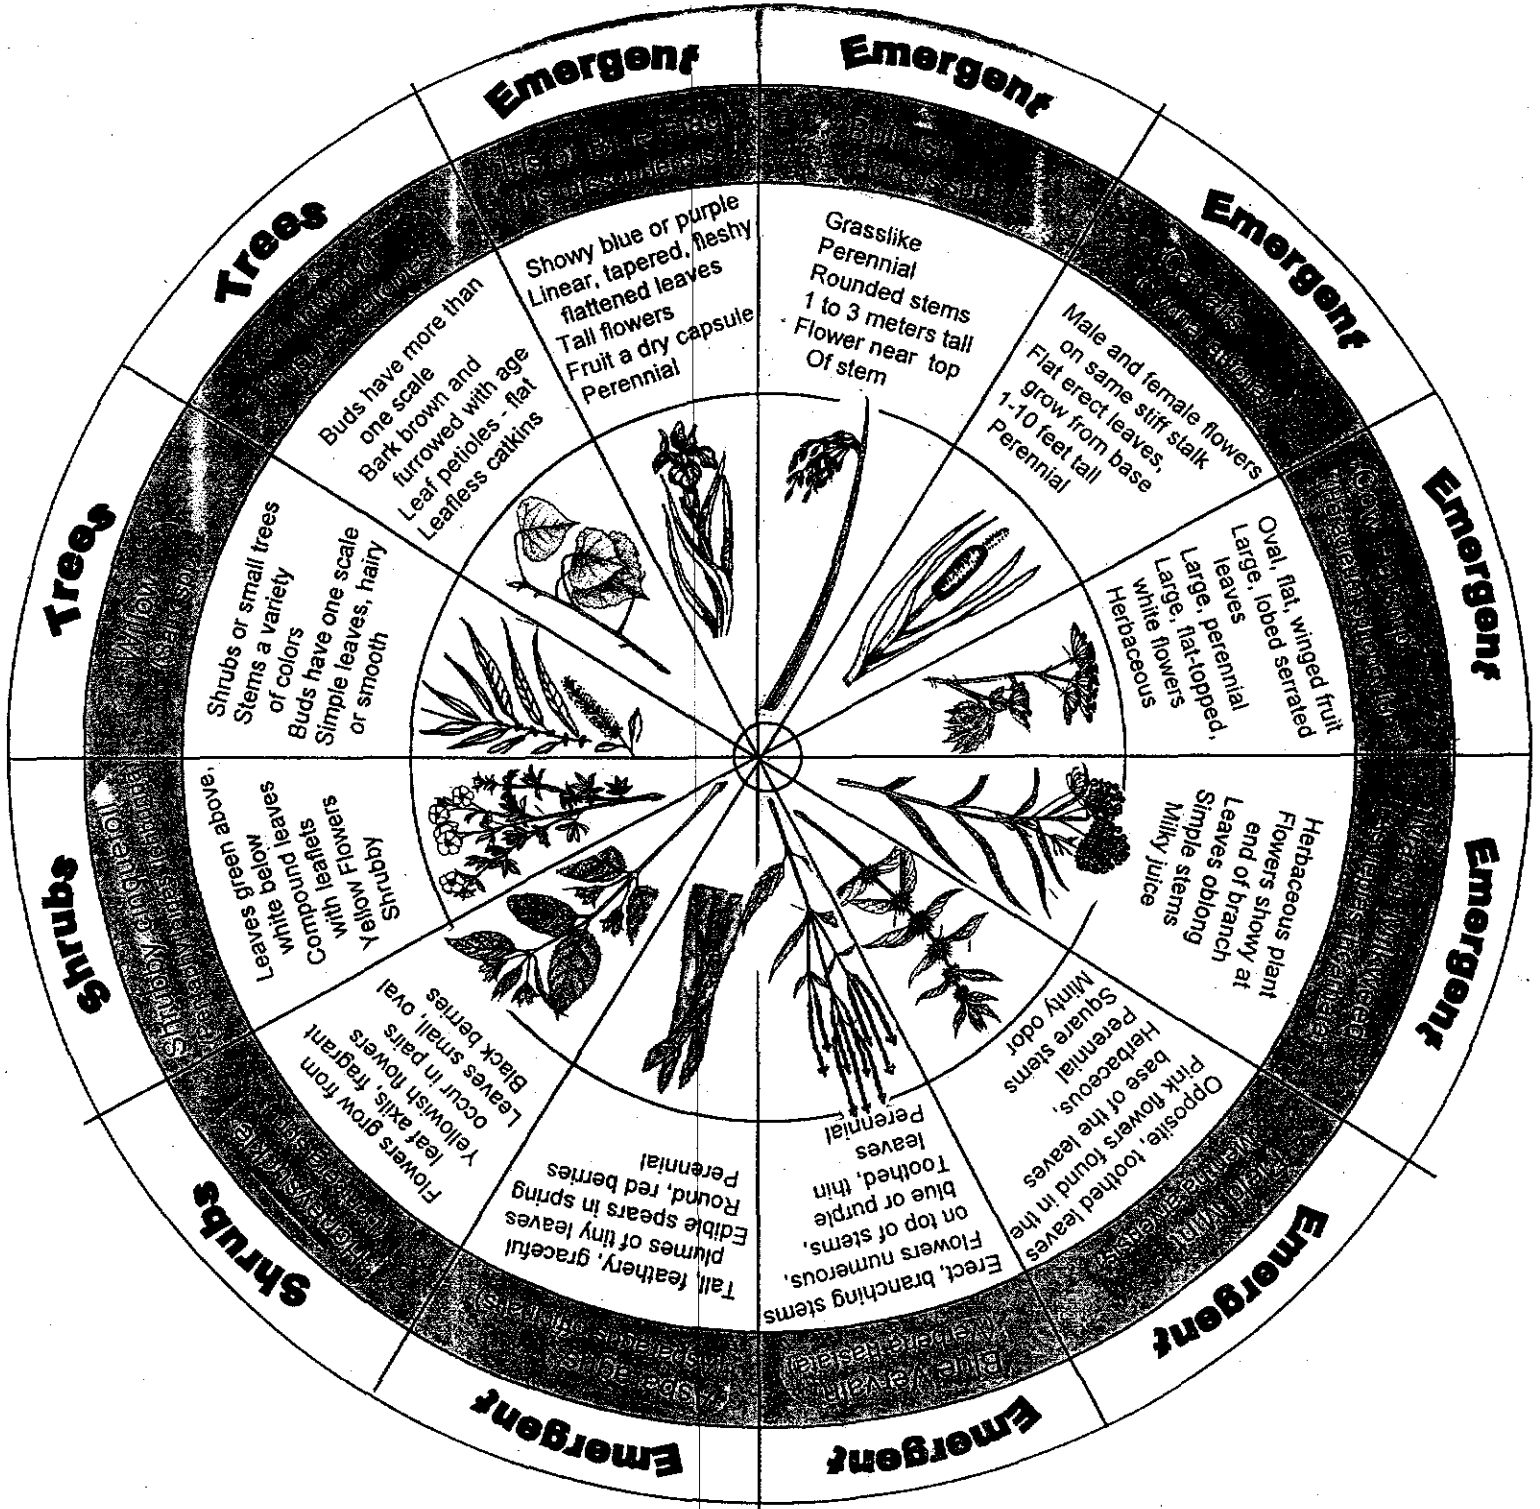 Emergent
Grasslike
Perennial
Rounded stems
1 to 3 meters tall
Flower near top
Of stem
Emergent
Male and female flowers
on same stiff stalk
Flat erect leaves,
grow from base
1-10 feet tall
Perennial
Emergent
Oval, flat, winged fruit
Large, lobed serrated
leaves
Large, perennial
Large, flat-topped,
white flowers
Herbaceous
Emergent
Herbaceous plant
Flowers showy at
end of branch
Leaves oblong
Simple stems
Milky juice
Emergent
Opposite, toothed leaves
Pink flowers found in the
base of the leaves
Herbaceous,
Perennial
Square stems
Minty odor
Emergent
Blue Vervain
Erect, branching stems
Flowers numerous,
on top of stems,
blue or purple
Toothed, thin
leaves
Perennial
Emergent
Tall, feathery, graceful
plumes of tiny leaves
Edible spears in spring
Round, red berries
Perennial
Shrubs
Flowers grow from
leaf axils, fragrant
Yellowish flowers
occur in pairs
Leaves small, oval
Black berries
Shrubs
Leaves green above,
white below
Compound leaves
with leaflets
Yellow Flowers
Shrubby
Trees
Willow
Shrubs or small trees
Stems a variety
of colors
Buds have one scale
Simple leaves, hairy
or smooth
Trees
Buds have more than
one scale
Bark brown and
furrowed with age
Leaf petioles - flat
Leafless catkins
Emergent
Showy blue or purple
Linear, tapered, fleshy
flattened leaves
Tall flowers
Fruit a dry capsule
Perennial